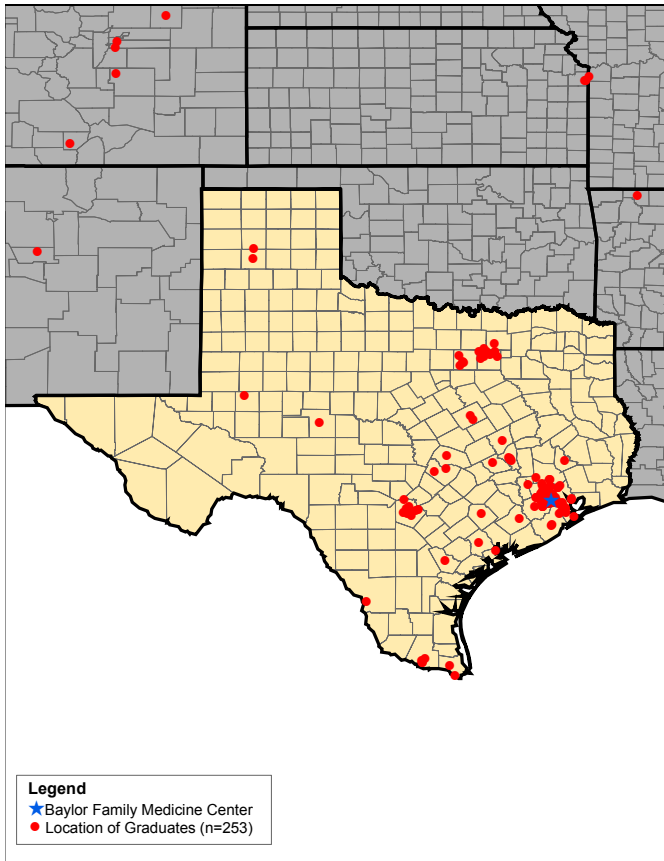 Legend
Baylor Family Medicine Center
Location of Graduates (n=253)